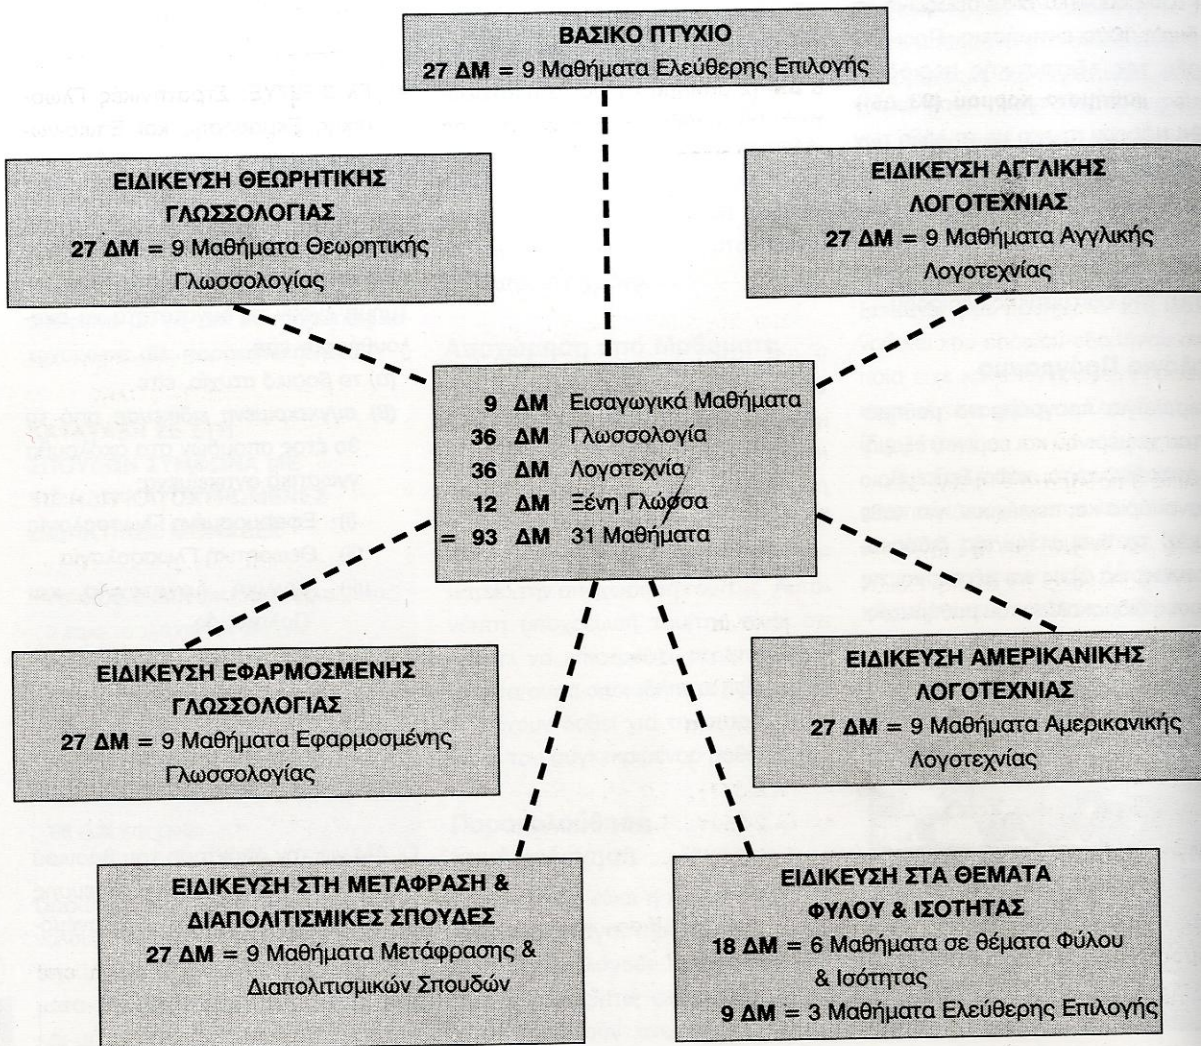 ΒΑΣΙΚΟ ΠΤΥΧΙΟ
27 ΔΜ = 9 Μαθήματα Ελεύθερης Επιλογής
ΕΙΔΙΚΕΥΣΗ ΘΕΩΡΗΤΙΚΗΣ
ΓΛΩΣΣΟΛΟΓΙΑΣ
27 ΔΜ = 9 Μαθήματα Θεωρητικής
Γλωσσολογίας
ΕΙΔΙΚΕΥΣΗ ΑΓΓΛΙΚΗΣ
ΛΟΓΟΤΕΧΝΙΑΣ
27 ΔΜ = 9 Μαθήματα Αγγλικής
Λογοτεχνίας
9 ΔΜ Εισαγωγικά Μαθήματα
36 ΔΜ Γλωσσολογία
36 ΔΜ Λογοτεχνία
12 ΔΜ Ξένη Γλώσσα
= 93 ΔΜ 31 Μαθήματα
ΕΙΔΙΚΕΥΣΗ ΕΦΑΡΜΟΣΜΕΝΗΣ
ΓΛΩΣΣΟΛΟΓΙΑΣ
27 ΔΜ = 9 Μαθήματα Εφαρμοσμένης
Γλωσσολογίας
ΕΙΔΙΚΕΥΣΗ ΑΜΕΡΙΚΑΝΙΚΗΣ
ΛΟΓΟΤΕΧΝΙΑΣ
27 ΔΜ = 9 Μαθήματα Αμερικανικής
Λογοτεχνίας
ΕΙΔΙΚΕΥΣΗ ΣΤΗ ΜΕΤΑΦΡΑΣΗ &
ΔΙΑΠΟΛΙΤΙΣΜΙΚΕΣ ΣΠΟΥΔΕΣ
27 ΔΜ = 9 Μαθήματα Μετάφρασης &
Διαπολιτισμικών Σπουδών
ΕΙΔΙΚΕΥΣΗ ΣΤΑ ΘΕΜΑΤΑ
ΦΥΛΟΥ & ΙΣΟΤΗΤΑΣ
18 ΔΜ = 6 Μαθήματα σε θέματα Φύλου
& Ισότητας
9 ΔΜ = 3 Μαθήματα Ελεύθερης Επιλογής